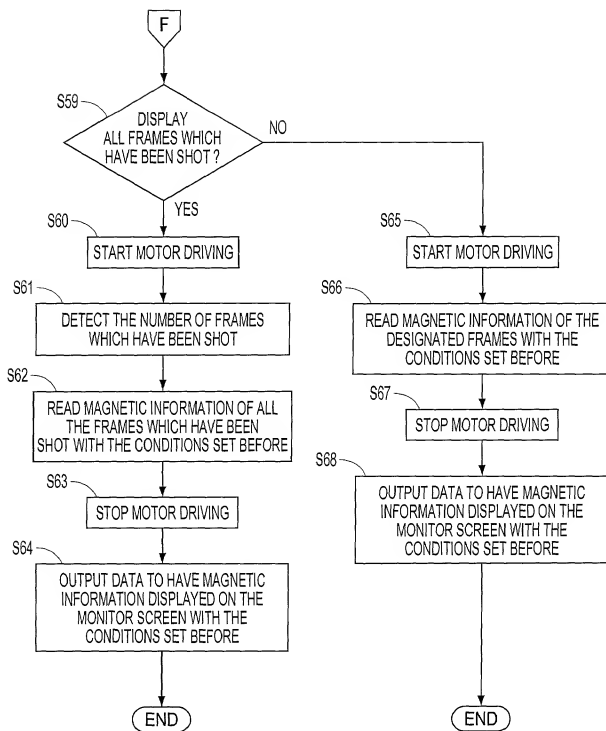 F
S59
DISPLAY
ALL FRAMES WHICH
HAVE BEEN SHOT ?
NO
YES
S60
START MOTOR DRIVING
S61
DETECT THE NUMBER OF FRAMES
WHICH HAVE BEEN SHOT
S62
READ MAGNETIC INFORMATION OF ALL
THE FRAMES WHICH HAVE BEEN
SHOT WITH THE CONDITIONS SET BEFORE
S63
STOP MOTOR DRIVING
S64
OUTPUT DATA TO HAVE MAGNETIC
INFORMATION DISPLAYED ON THE
MONITOR SCREEN WITH THE
CONDITIONS SET BEFORE
END
S65
START MOTOR DRIVING
S66
READ MAGNETIC INFORMATION OF THE
DESIGNATED FRAMES WITH THE
CONDITIONS SET BEFORE
S67
STOP MOTOR DRIVING
S68
OUTPUT DATA TO HAVE MAGNETIC
INFORMATION DISPLAYED ON THE
MONITOR SCREEN WITH THE
CONDITIONS SET BEFORE
END